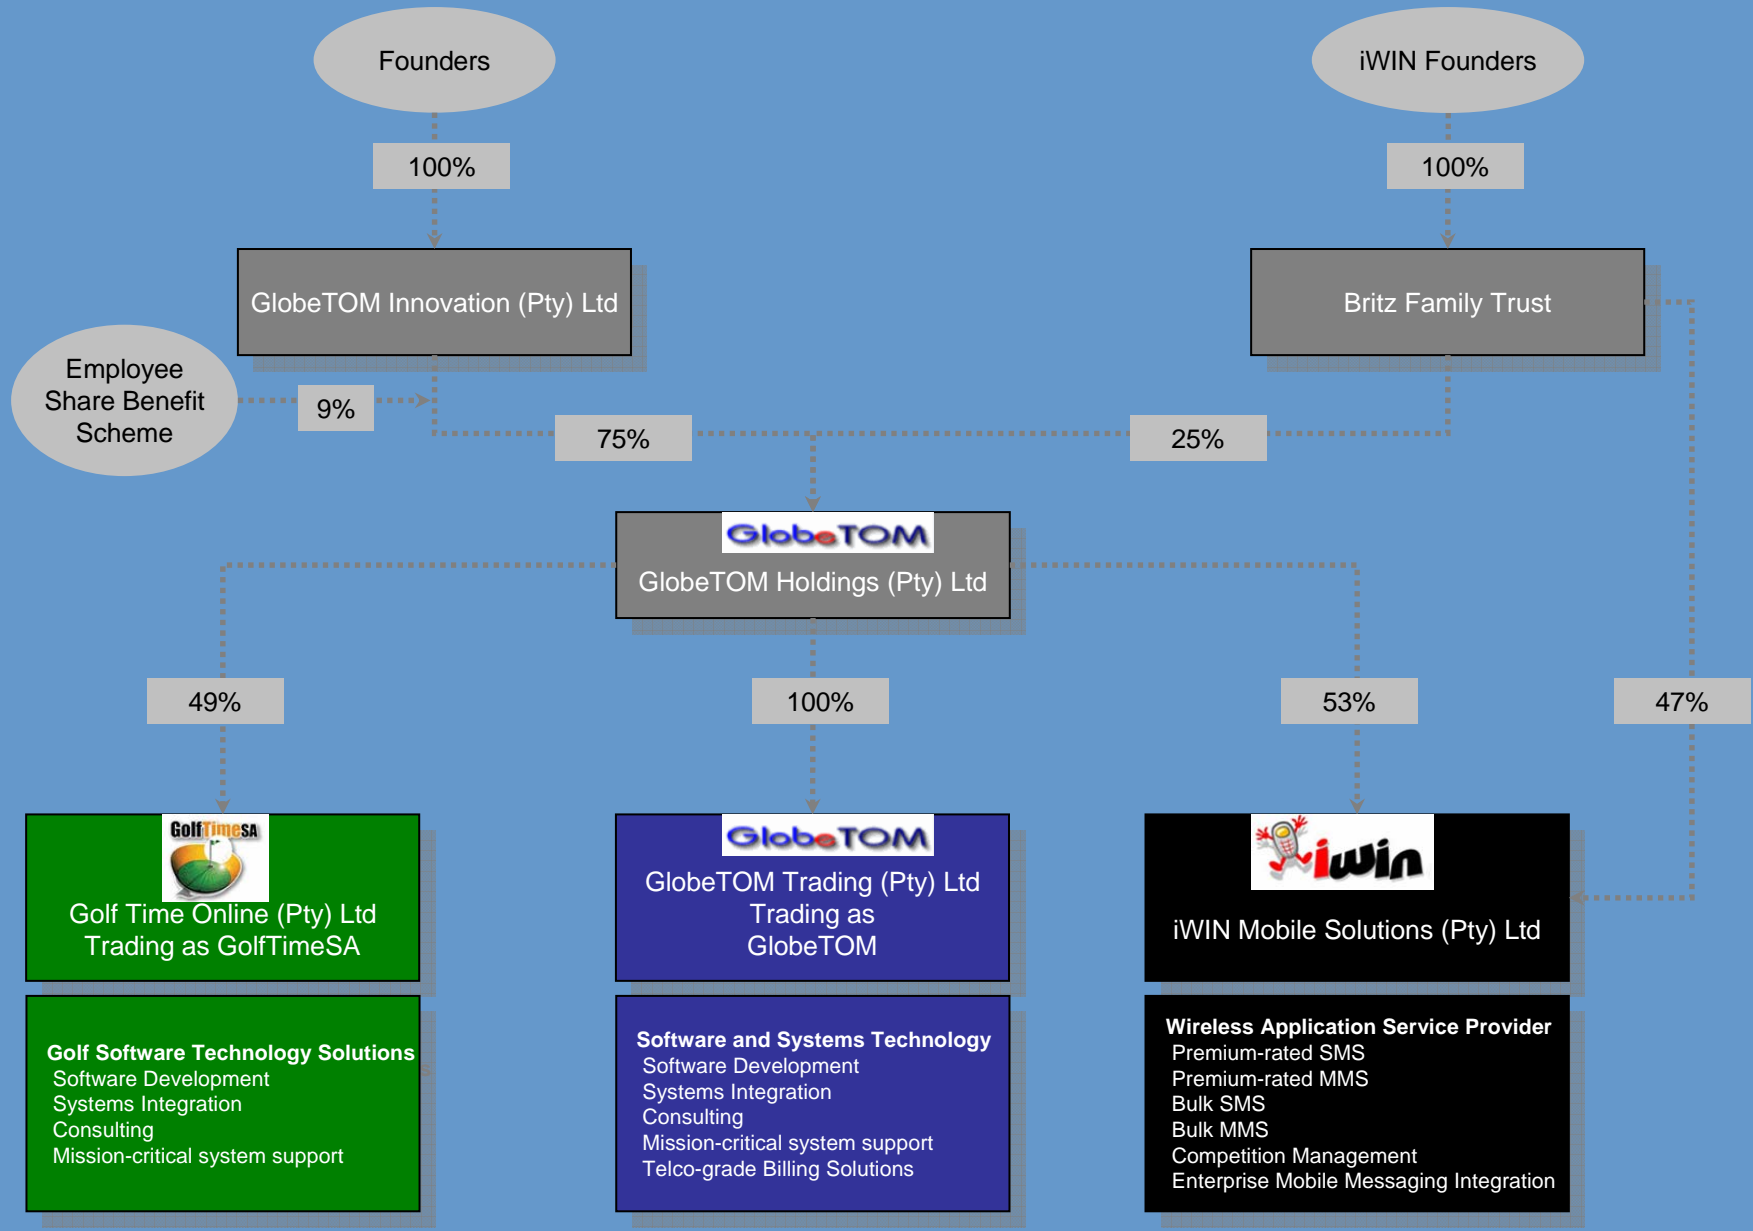 Founders
iWIN Founders
100%
100%
GlobeTOM Innovation (Pty) Ltd
Britz Family Trust
Employee
Share Benefit
Scheme
9%
75%
25%
GlobeTOM
GlobeTOM Holdings (Pty) Ltd
49%
100%
53%
47%
GolfTimeSA
Golf Time Online (Pty) Ltd
Trading as GolfTimeSA
GlobeTOM
GlobeTOM Trading (Pty) Ltd
Trading as
GlobeTOM
iwin
iWIN Mobile Solutions (Pty) Ltd
Golf Software Technology Solutions
Software Development
Systems Integration
Consulting
Mission-critical system support
Software and Systems Technology
Software Development
Systems Integration
Consulting
Mission-critical system support
Telco-grade Billing Solutions
Wireless Application Service Provider
Premium-rated SMS
Premium-rated MMS
Bulk SMS
Bulk MMS
Competition Management
Enterprise Mobile Messaging Integration